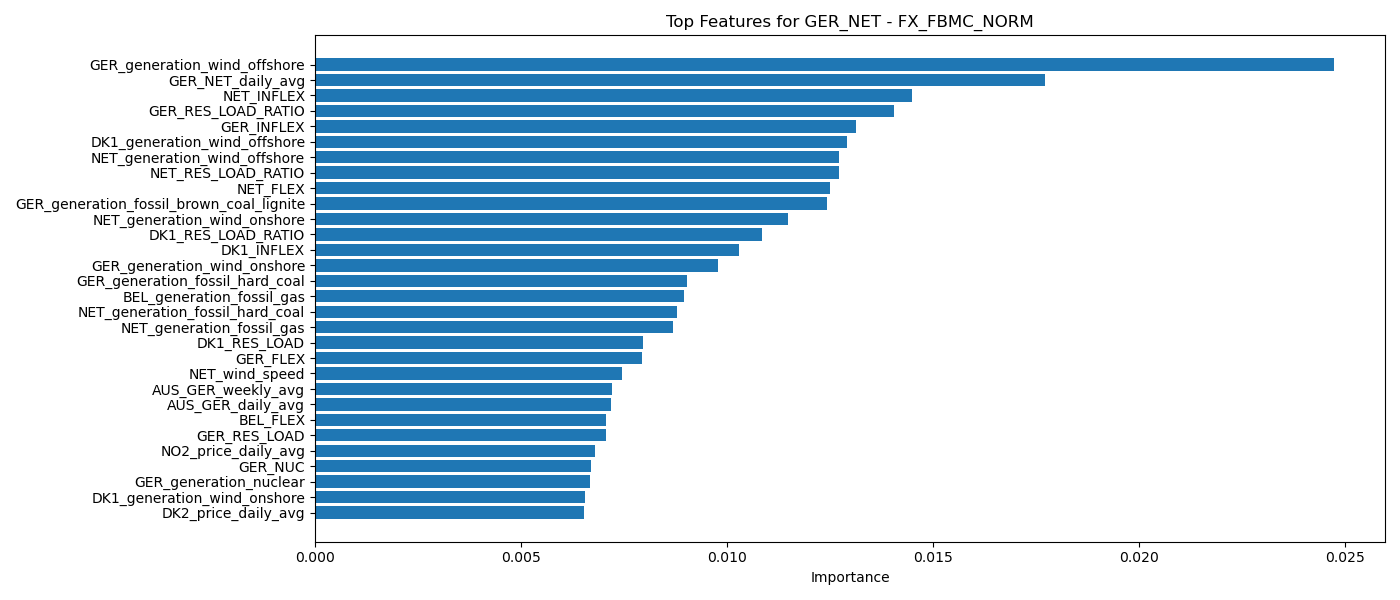 Top Features for GER_NET - FX_FBMC_NORM
GER_generation_wind_offshore
GER_NET_daily_avg
NET_INFLEX
GER_RES_LOAD_RATIO
GER_INFLEX
DK1_generation_wind_offshore
NET_generation_wind_offshore
NET_RES_LOAD_RATIO
NET_FLEX
GER_generation_fossil_brown_coal_lignite
NET_generation_wind_onshore
DK1_RES_LOAD_RATIO
DK1_INFLEX
GER_generation_wind_onshore
GER_generation_fossil_hard_coal
BEL_generation_fossil_gas
NET_generation_fossil_hard_coal
NET_generation_fossil_gas
DK1_RES_LOAD
GER_FLEX
NET_wind_speed
AUS_GER_weekly_avg
AUS_GER_daily_avg
BEL_FLEX
GER_RES_LOAD
NO2_price_daily_avg
GER_NUC
GER_generation_nuclear
DK1_generation_wind_onshore
DK2_price_daily_avg
0.000 0.005 0.010 0.015 0.020 0.025
Importance